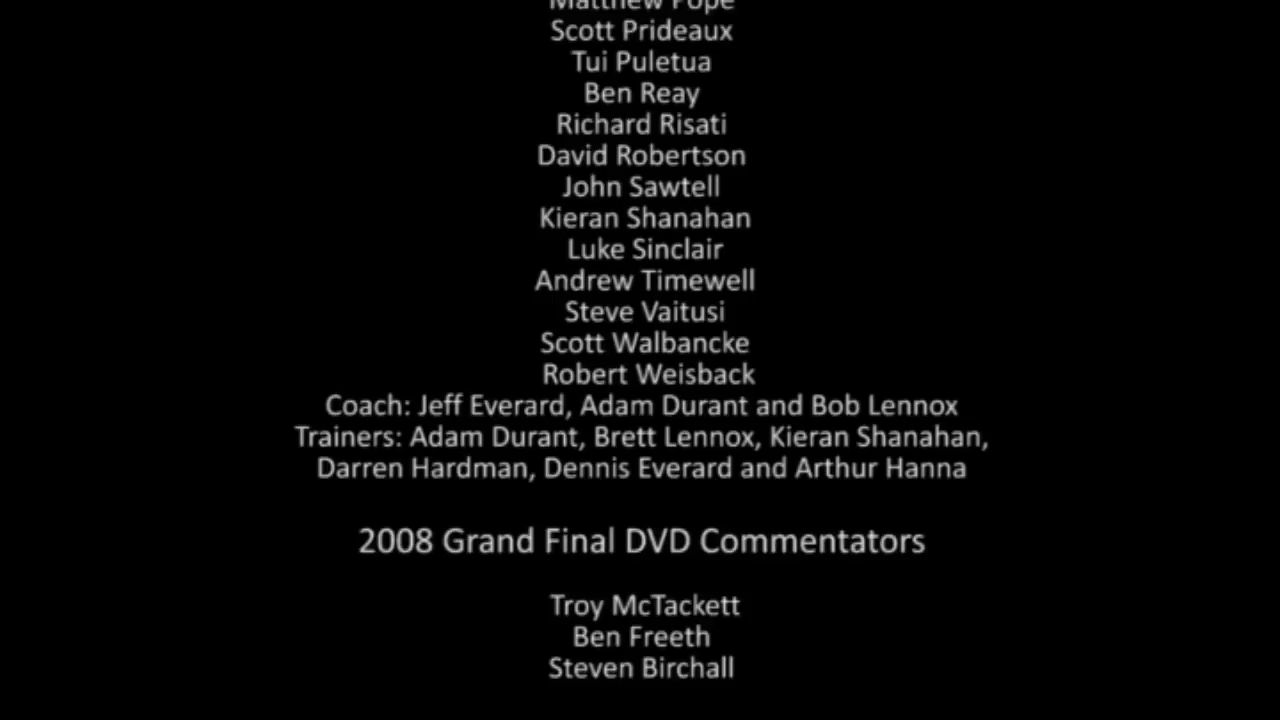 Matthew Pope
Scott Prideaux
Tui Puletua
Ben Reay
Richard Risati
David Robertson
John Sawtell
Kieran Shanahan
Luke Sinclair
Andrew Timewell
Steve Vaitusi
Scott Walbancke
Robert Weisback
Coach: Jeff Everard, Adam Durant and Bob Lennox
Trainers: Adam Durant, Brett Lennox, Kieran Shanahan,
Darren Hardman, Dennis Everard and Arthur Hanna
2008 Grand Final DVD Commentators
Troy McTackett
Ben Freeth
Steven Birchall